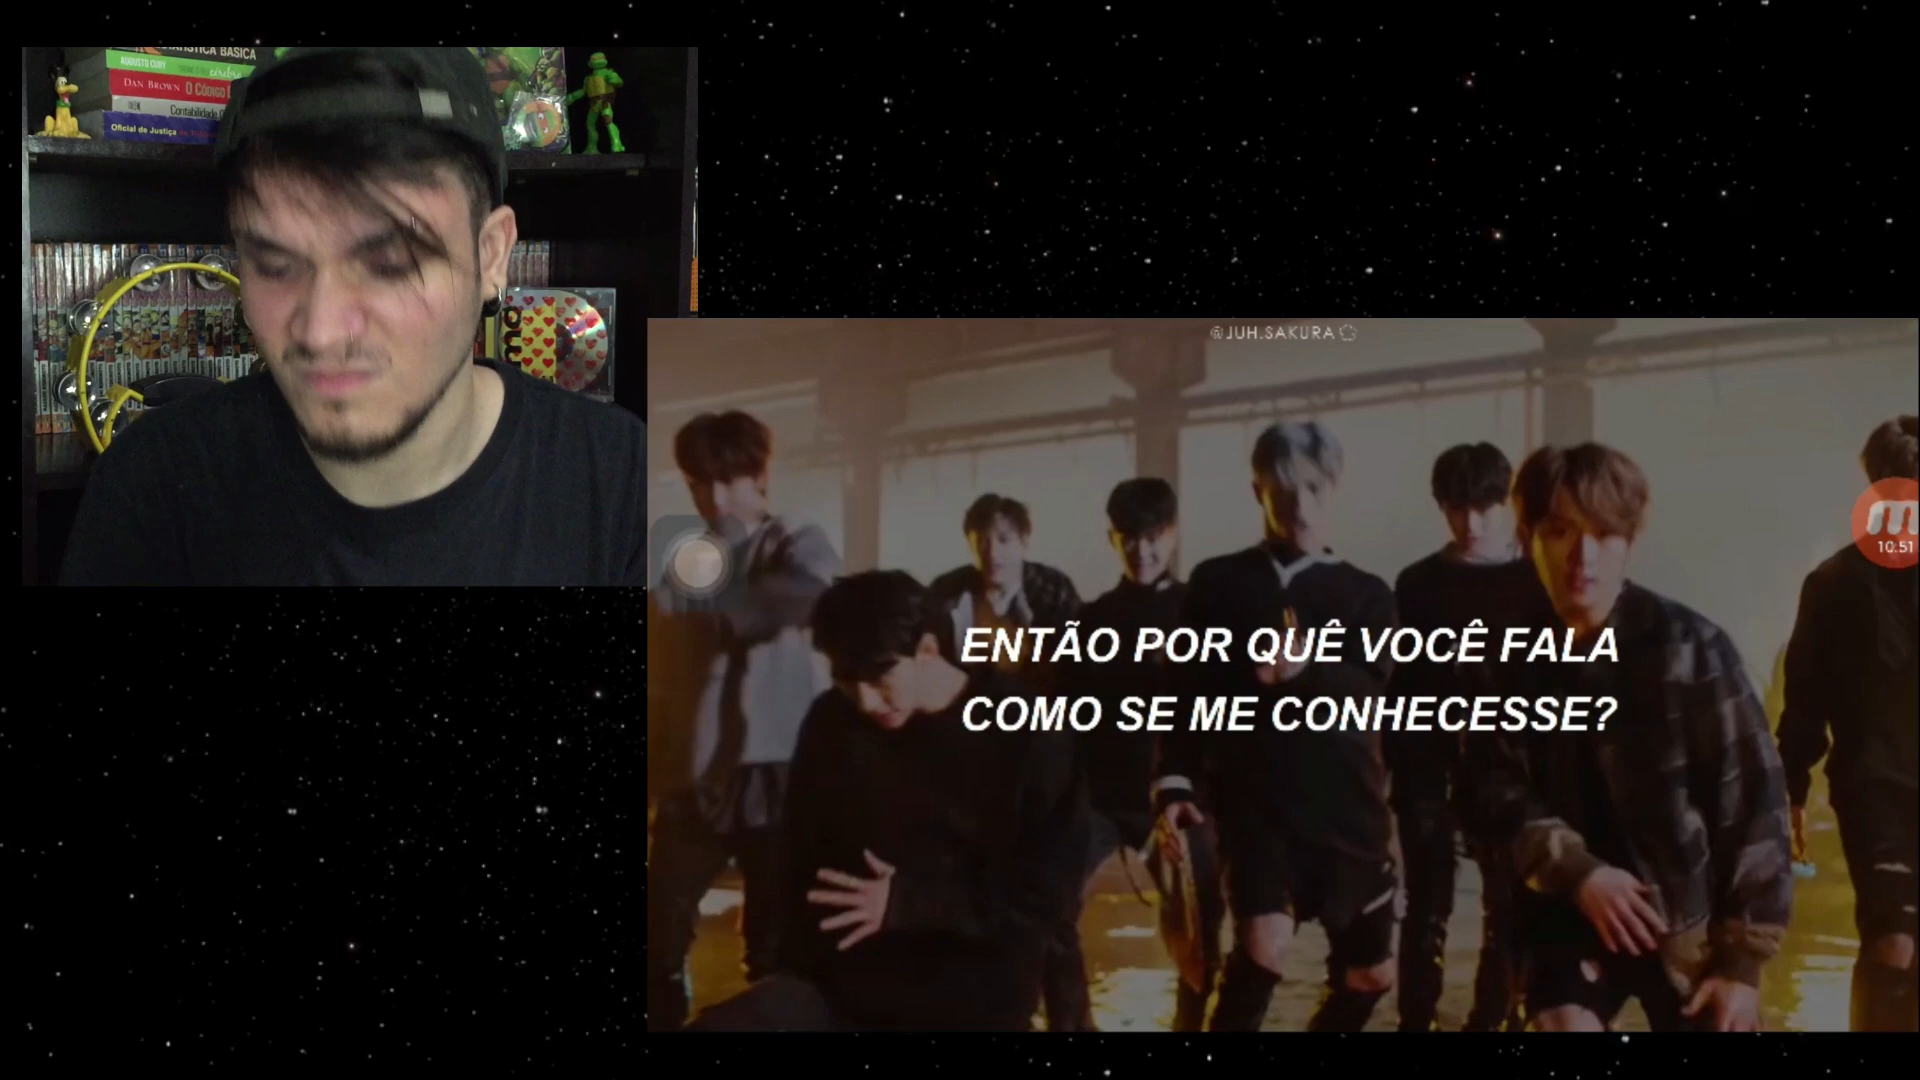 ESTATÍSTICA BÁSICA
AUGUSTO CURY
cérebro
DAN BROWN O CÓDIGO
Contabilidade
Oficial de Justiça
@JUH.SAKURA
10:51
ENTÃO POR QUÊ VOCÊ FALA
COMO SE ME CONHECESSE?